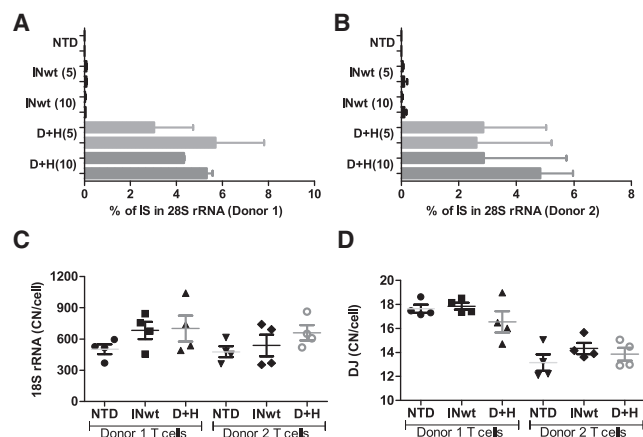 A
NTD
INwt (5)
INwt (10)
D+H(5)
D+H(10)
0 2 4 6 8 10
% of IS in 28S rRNA (Donor 1)
B
NTD
INwt (5)
INwt (10)
D+H(5)
D+H(10)
0 2 4 6 8
% of IS in 28S rRNA (Donor 2)
C
18S rRNA (CN/cell)
1200
900
600
300
0
NTD INwt D+H NTD INwt D+H
Donor 1 T cells Donor 2 T cells
D
DJ (CN/cell)
20
18
16
14
12
10
NTD INwt D+H NTD INwt D+H
Donor 1 T cells Donor 2 T cells